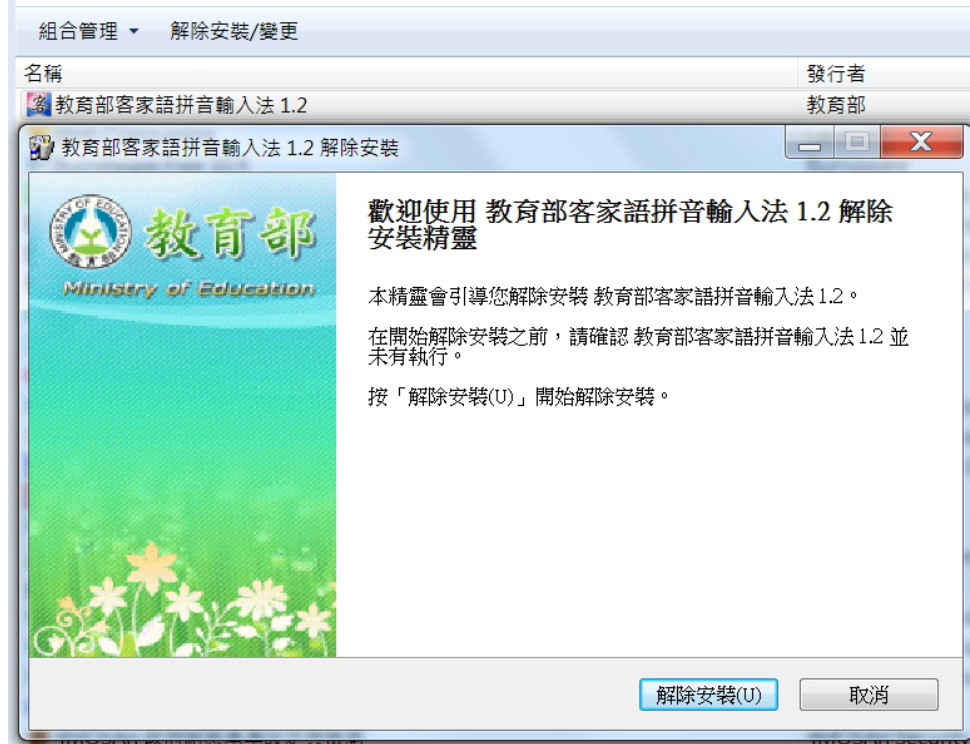 組合管理 ▼ 解除安裝/變更
名稱 發行者
教育部客家語拼音輸入法 1.2 教育部
教育部客家語拼音輸入法 1.2 解除安裝
MINISTRY OF EDUCATION
教育部
教育部
Ministry of Education
歡迎使用 教育部客家語拼音輸入法 1.2 解除
安裝精靈
本精靈會引導您解除安裝 教育部客家語拼音輸入法 1.2。
在開始解除安裝之前，請確認 教育部客家語拼音輸入法 1.2 並
未有執行。
按「解除安裝(U)」開始解除安裝。
解除安裝(U) 取消